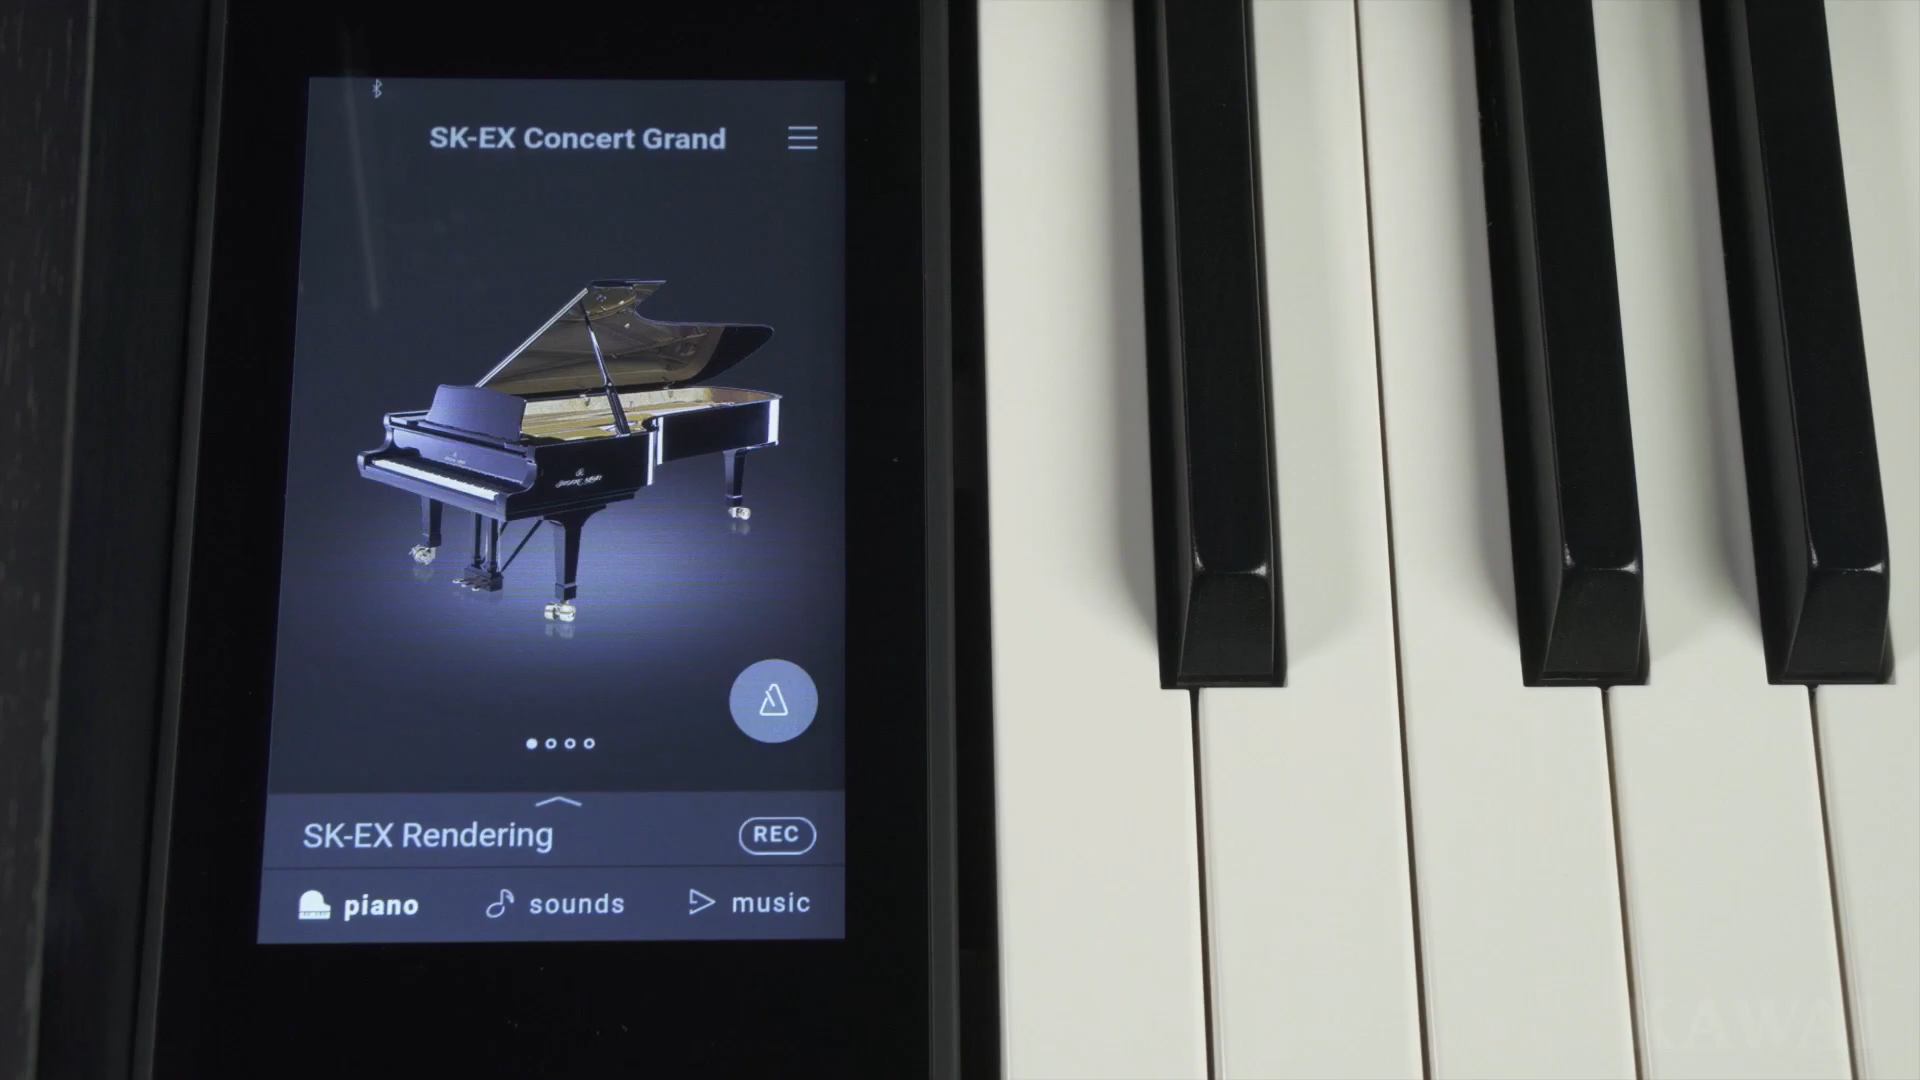 SK-EX Concert Grand
SK-EX Rendering
REC
piano
sounds
music